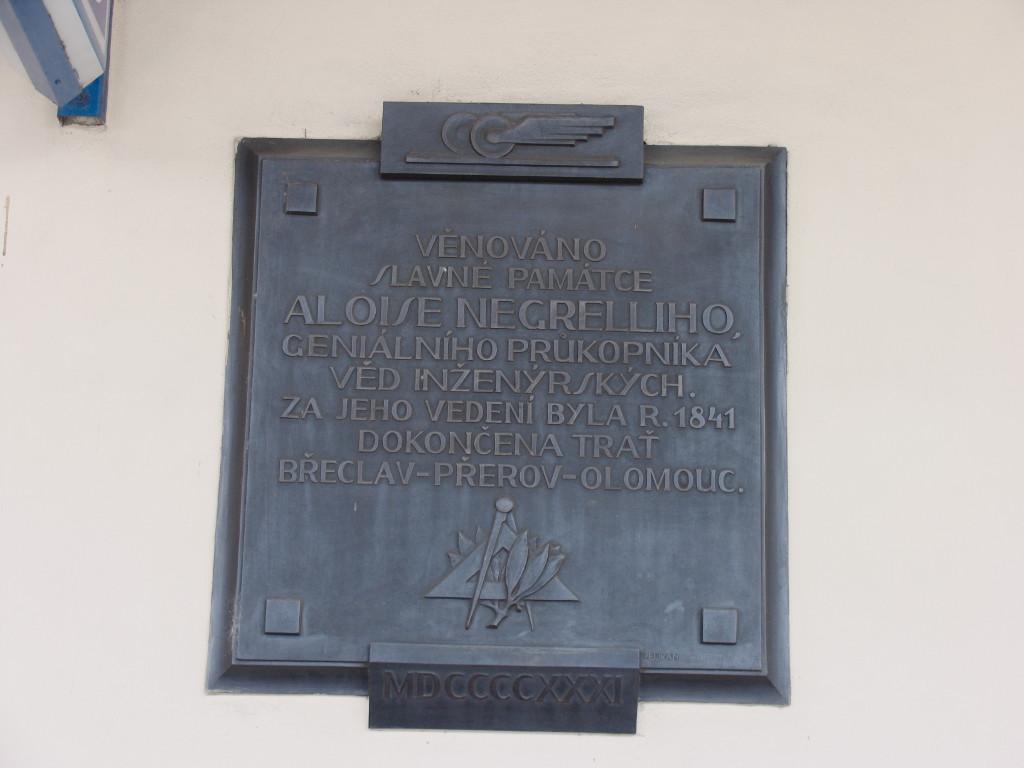 VĚNOVÁNO
SLAVNÉ PAMÁTCE
ALOISE NEGRELLIHO,
GENIÁLNÍHO PRŮKOPNÍKA
VĚD INŽENÝRSKÝCH.
ZA JEHO VEDENÍ BYLA R. 1841
DOKONČENA TRAŤ
BŘECLAV-PŘEROV-OLOMOUC.
MDCCCCXXXI